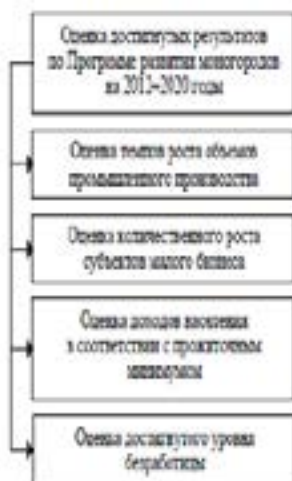 Оценка достигнутых результатов
по Программе развития моногородов
на 2012–2020 годы
Оценка темпов роста объемов
промышленного производства
Оценка количественного роста
субъектов малого бизнеса
Оценка доходов населения
в соответствии с прожиточным
минимумом
Оценка достигнутого уровня
безработицы